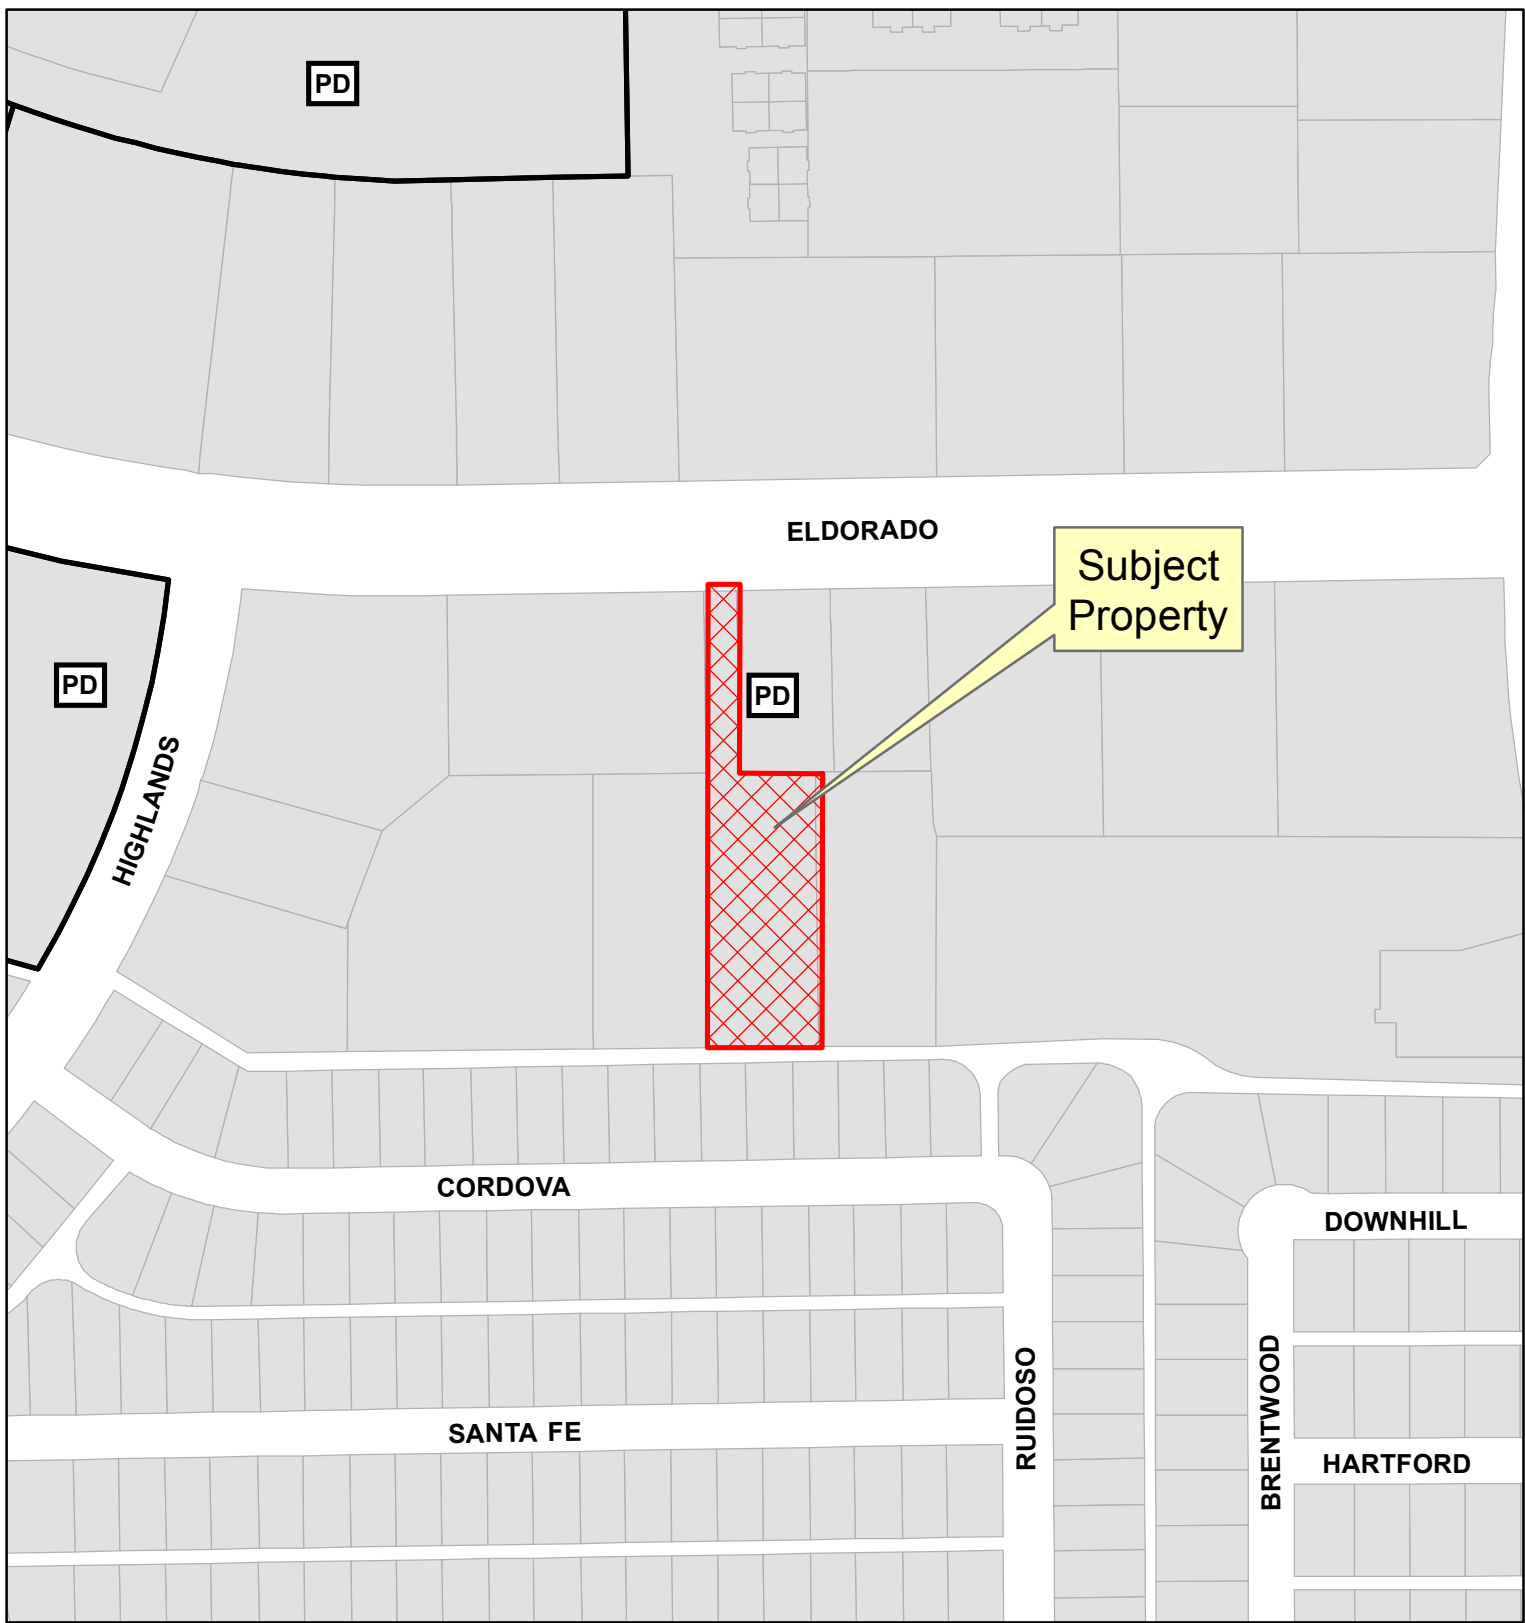 PD
ELDORADO
Subject
Property
PD
PD
HIGHLANDS
CORDOVA
DOWNHILL
RUIDOSO
BRENTWOOD
SANTA FE
HARTFORD